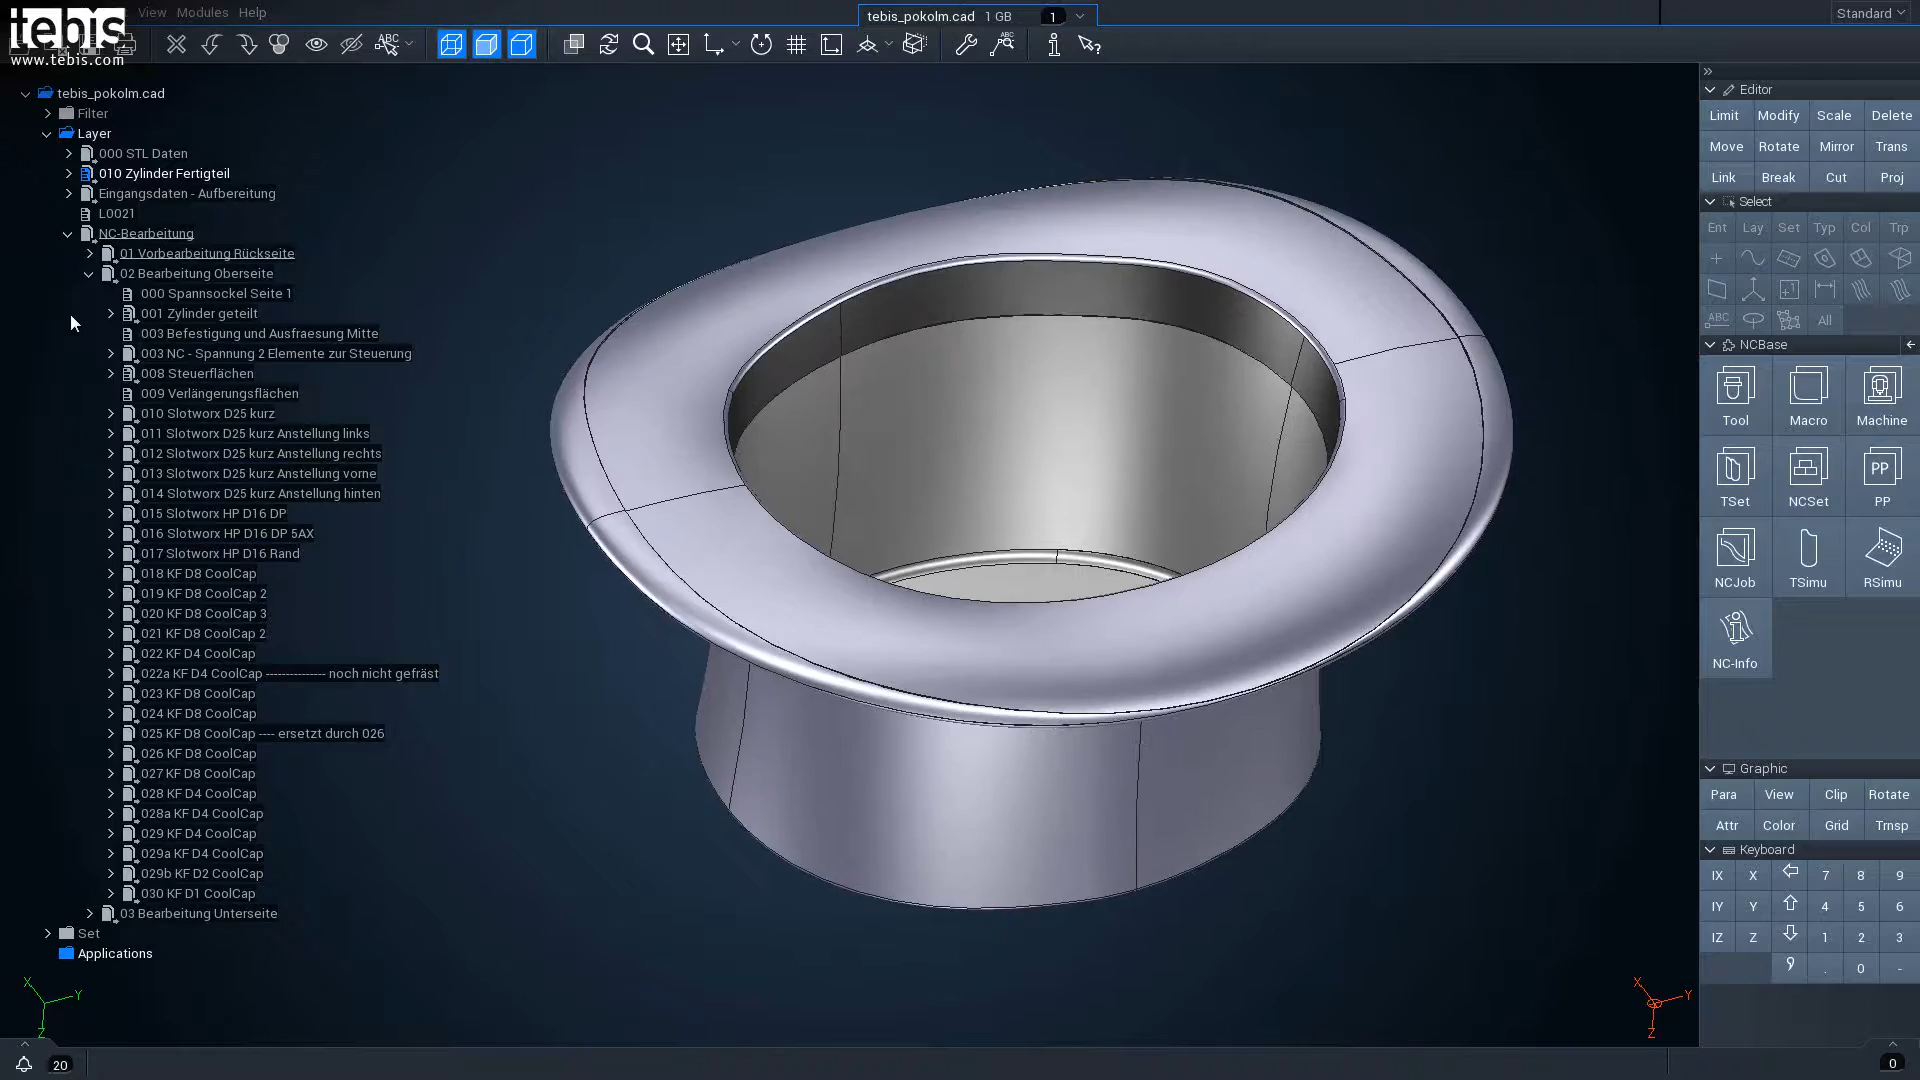 tebis
www.tebis.com
View Modules Help
tebis_pokolm.cad 1 GB 1
Standard
ABC
ABC
tebis_pokolm.cad
Filter
Layer
000 STL Daten
010 Zylinder Fertigteil
Eingangsdaten - Aufbereitung
L0021
NC-Bearbeitung
01 Vorbearbeitung Rückseite
02 Bearbeitung Oberseite
000 Spannsockel Seite 1
001 Zylinder geteilt
003 Befestigung und Ausfraesung Mitte
003 NC - Spannung 2 Elemente zur Steuerung
008 Steuerflächen
009 Verlängerungsflächen
010 Slotworx D25 kurz
011 Slotworx D25 kurz Anstellung links
012 Slotworx D25 kurz Anstellung rechts
013 Slotworx D25 kurz Anstellung vorne
014 Slotworx D25 kurz Anstellung hinten
015 Slotworx HP D16 DP
016 Slotworx HP D16 DP 5AX
017 Slotworx HP D16 Rand
018 KF D8 CoolCap
019 KF D8 CoolCap 2
020 KF D8 CoolCap 3
021 KF D8 CoolCap 2
022 KF D4 CoolCap
022a KF D4 CoolCap -------------- noch nicht gefräst
023 KF D8 CoolCap
024 KF D8 CoolCap
025 KF D8 CoolCap ---- ersetzt durch 026
026 KF D8 CoolCap
027 KF D8 CoolCap
028 KF D4 CoolCap
028a KF D4 CoolCap
029 KF D4 CoolCap
029a KF D4 CoolCap
029b KF D2 CoolCap
030 KF D1 CoolCap
03 Bearbeitung Unterseite
Set
Applications
X Y Z
20
X Y Z
Editor
Limit Modify Scale Delete
Move Rotate Mirror Trans
Link Break Cut Proj
Select
Ent Lay Set Typ Col Trp
ABC All
NCBase
Tool Macro Machine
PP
TSet NCSet PP
NCJob TSimu RSimu
NC-Info
Graphic
Para View Clip Rotate
Attr Color Grid Trnsp
Keyboard
IX X 7 8 9
IY Y 4 5 6
IZ Z 1 2 3
. 0 -
0